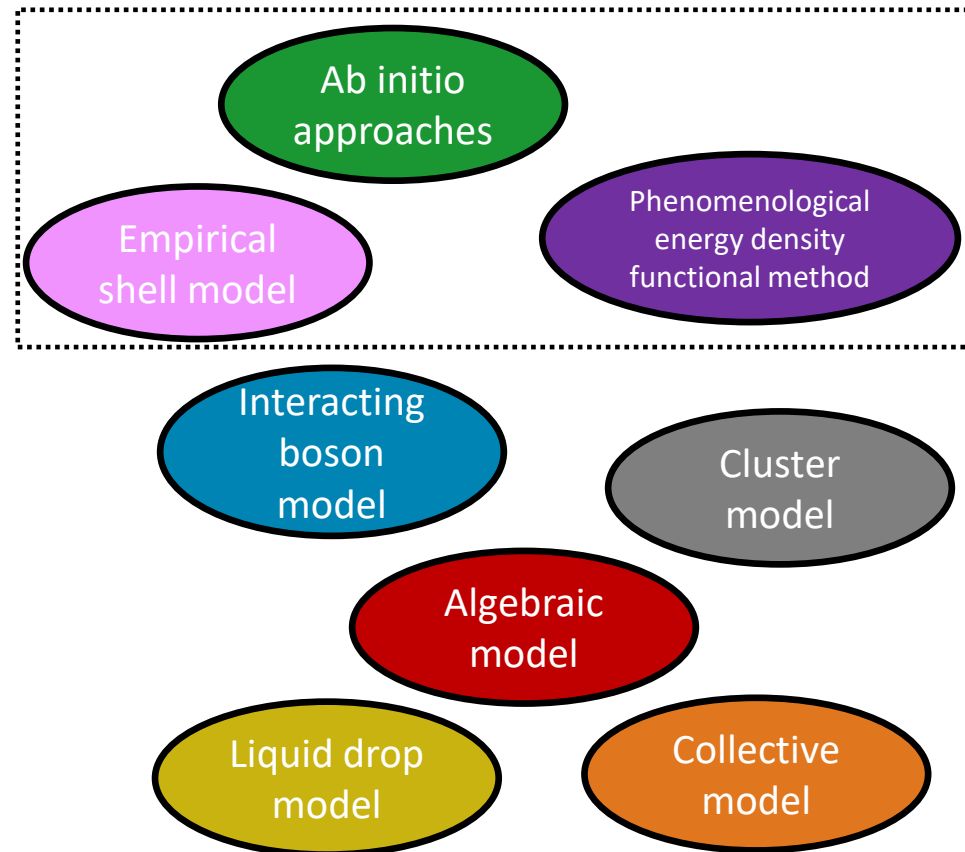 Ab initio
approaches
Empirical
shell model
Phenomenological
energy density
functional method
Interacting
boson
model
Cluster
model
Algebraic
model
Liquid drop
model
Collective
model